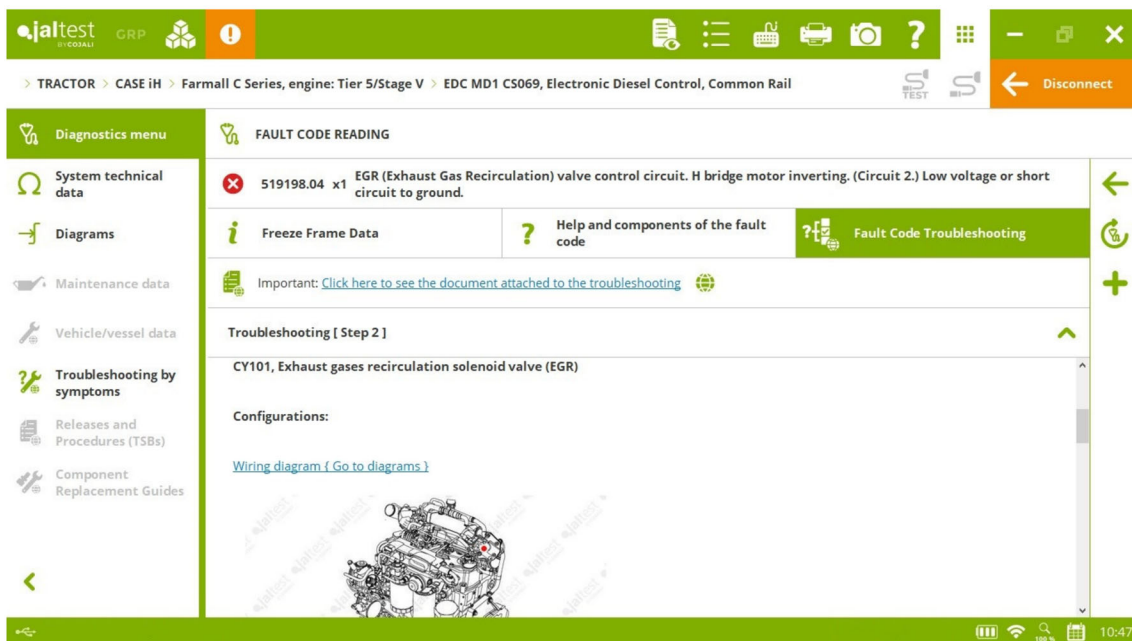 jaltest GRP
BY COJALI
> TRACTOR > CASE iH > Farmall C Series, engine: Tier 5/Stage V > EDC MD1 CS069, Electronic Diesel Control, Common Rail
TEST
Disconnect
Diagnostics menu
FAULT CODE READING
System technical
data
519198.04 x1
EGR (Exhaust Gas Recirculation) valve control circuit. H bridge motor inverting. (Circuit 2.) Low voltage or short
circuit to ground.
Diagrams
Freeze Frame Data
Help and components of the fault
code
Fault Code Troubleshooting
Maintenance data
Important: Click here to see the document attached to the troubleshooting
Vehicle/vessel data
Troubleshooting [ Step 2 ]
Troubleshooting by
symptoms
CY101, Exhaust gases recirculation solenoid valve (EGR)
Releases and
Procedures (TSBs)
Configurations:
Component
Replacement Guides
Wiring diagram { Go to diagrams }
jaltest
jaltest
jaltest
jaltest
100 %
10:47